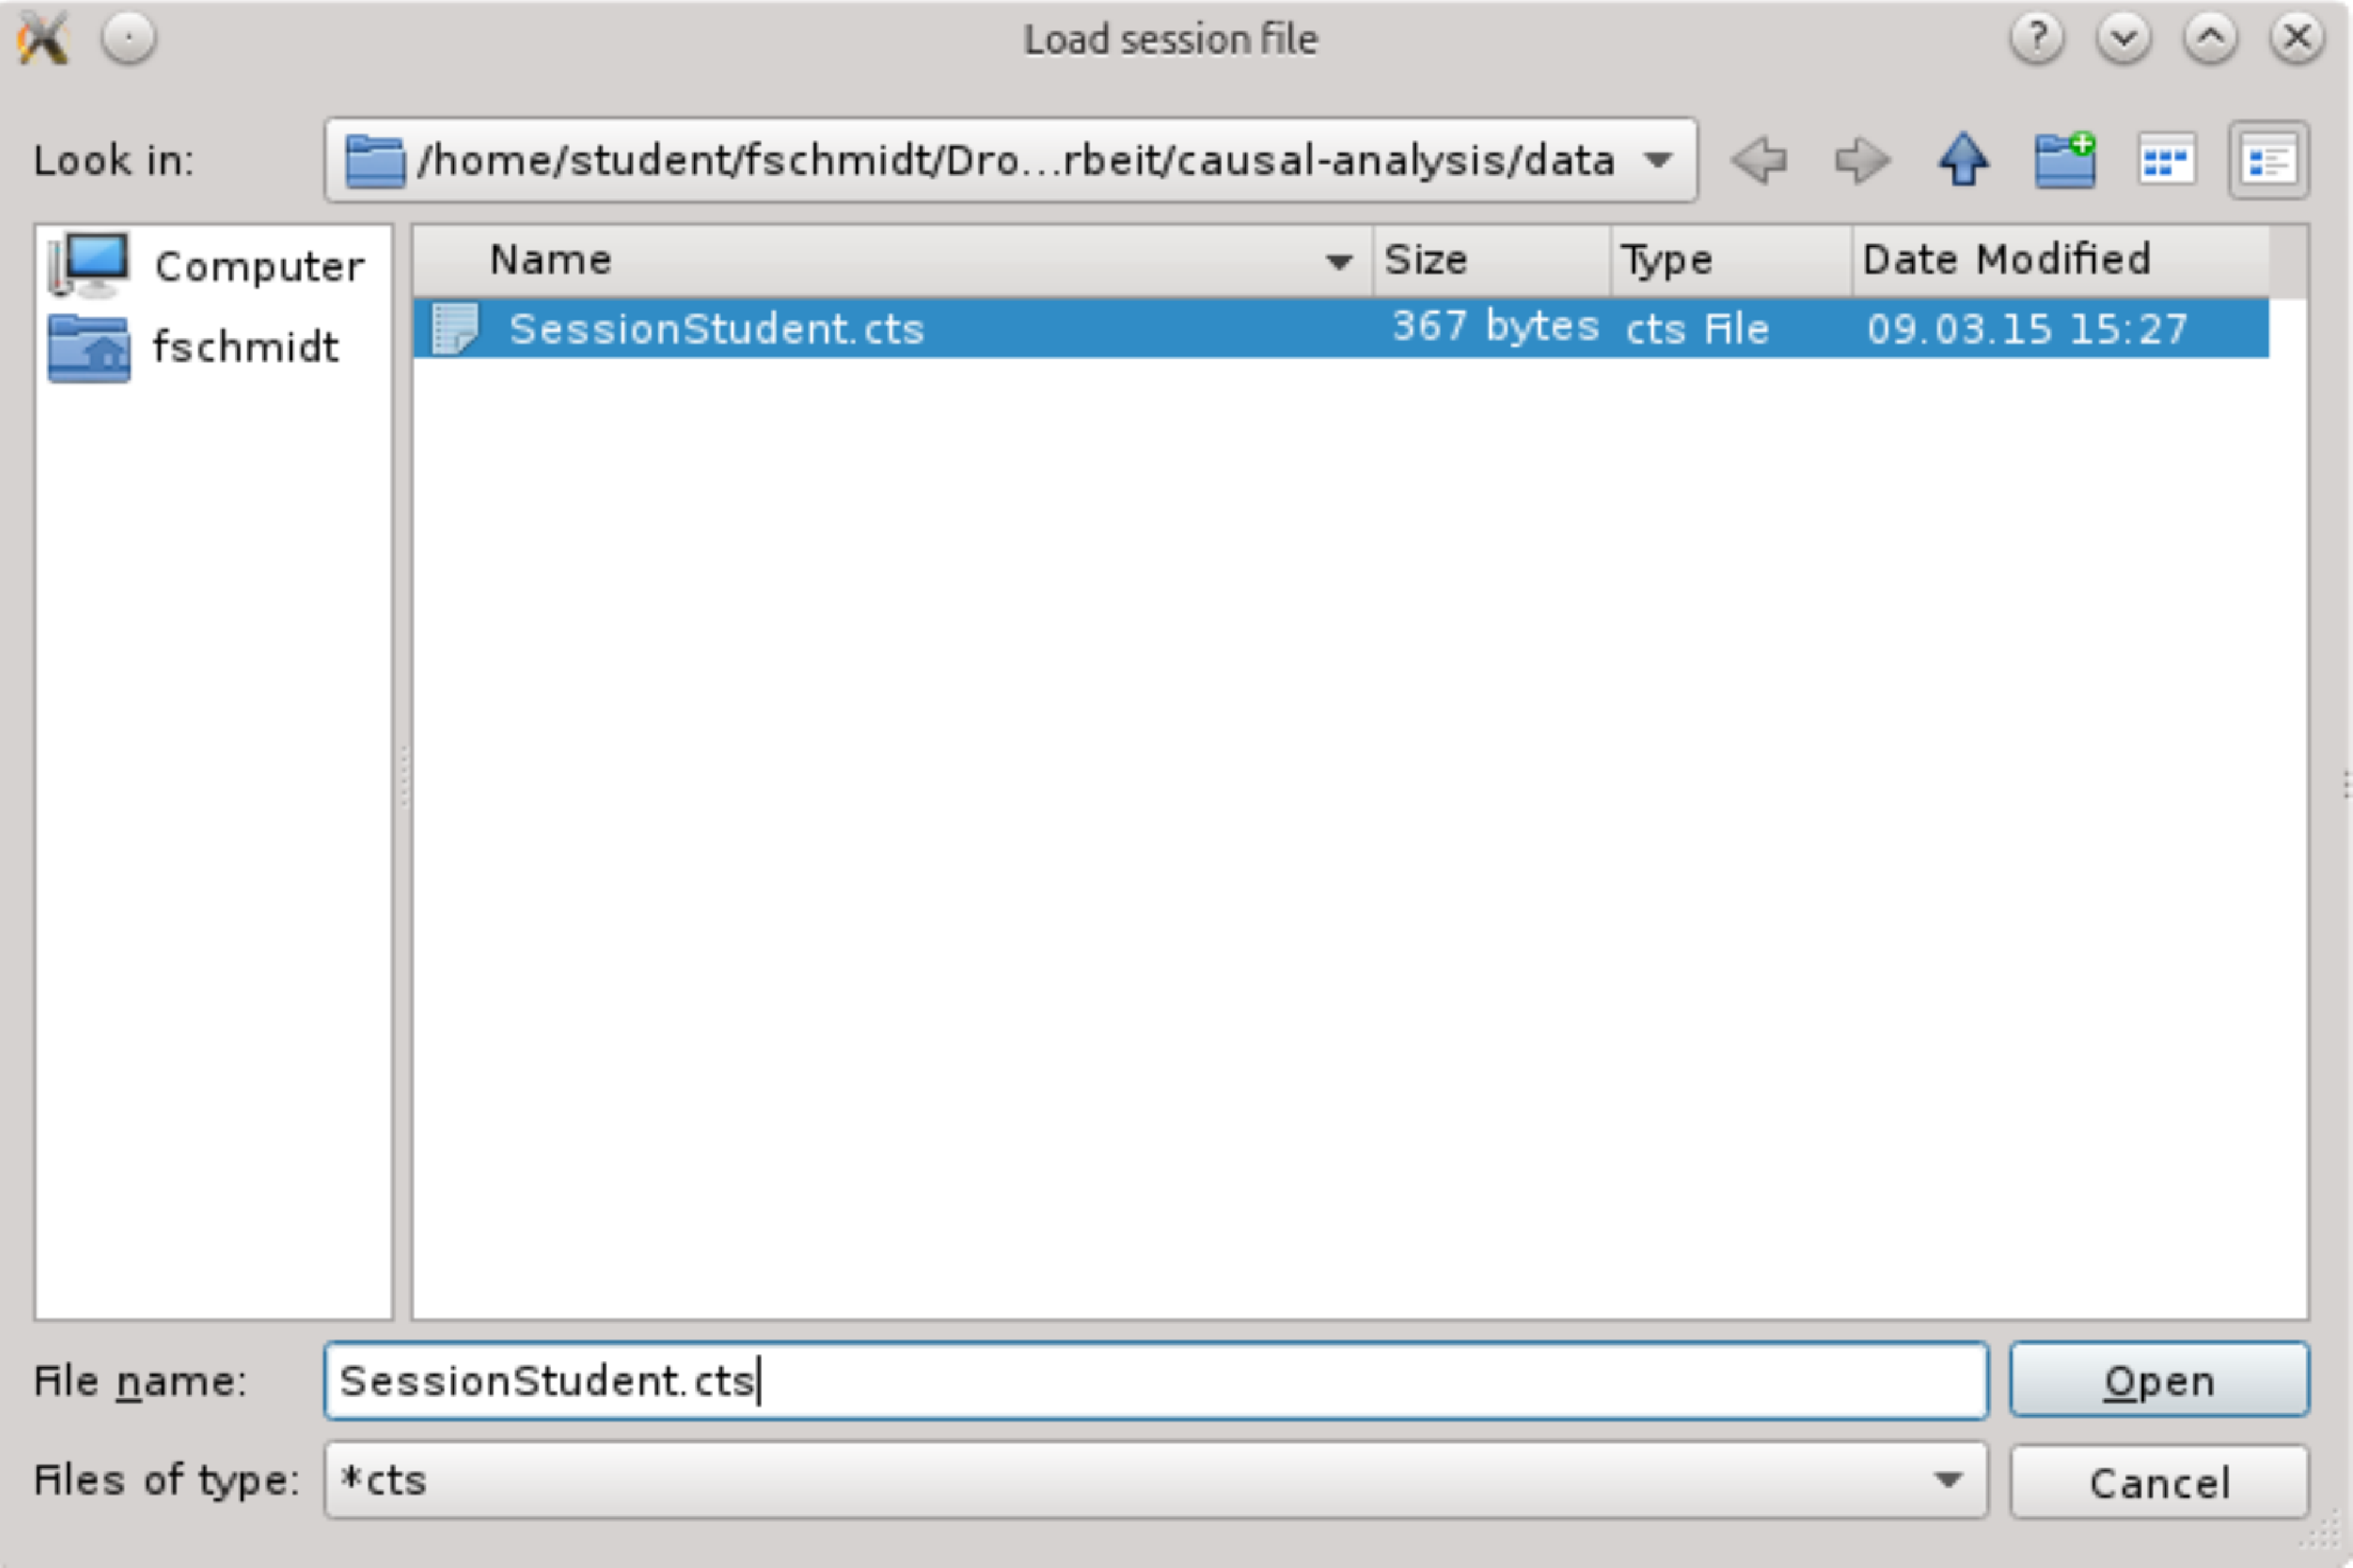 Load session file
Look in: /home/student/fschmidt/Dro...rbeit/causal-analysis/data
Computer
fschmidt
Name Size Type Date Modified
SessionStudent.cts 367 bytes cts File 09.03.15 15:27
File name: SessionStudent.cts Open
Files of type: *cts Cancel